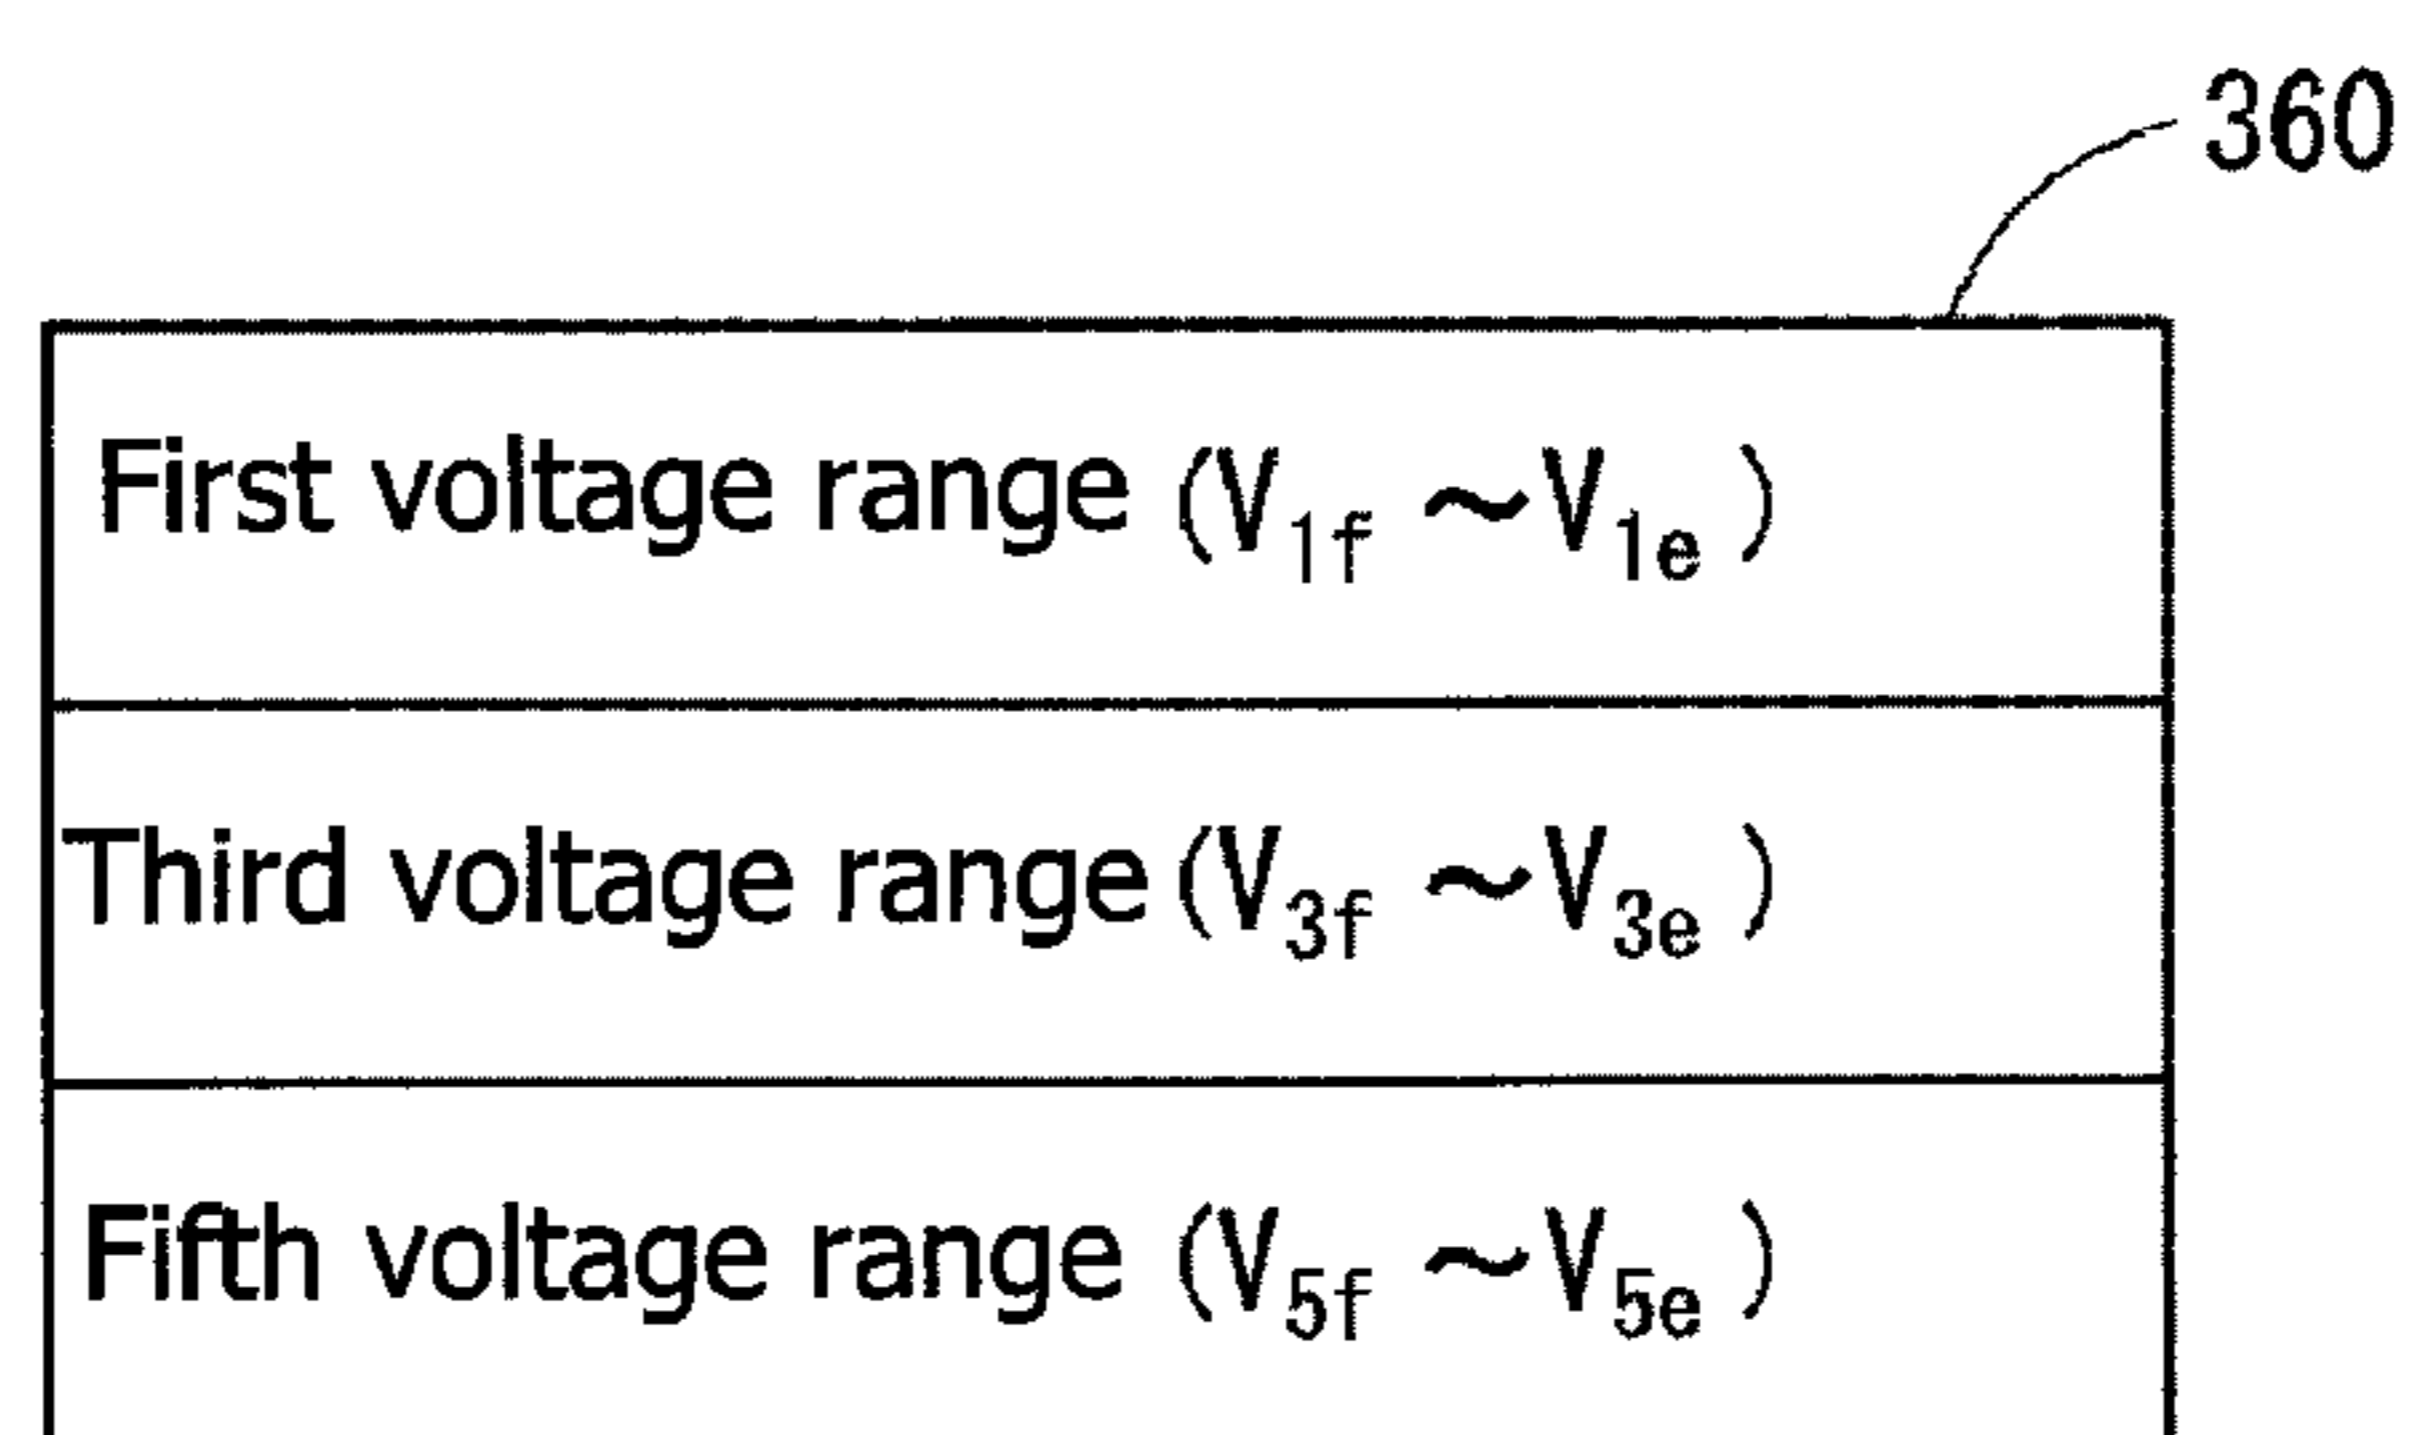 360
First voltage range (V1f ~V1e )
Third voltage range (V3f ~V3e )
Fifth voltage range (V5f ~V5e )